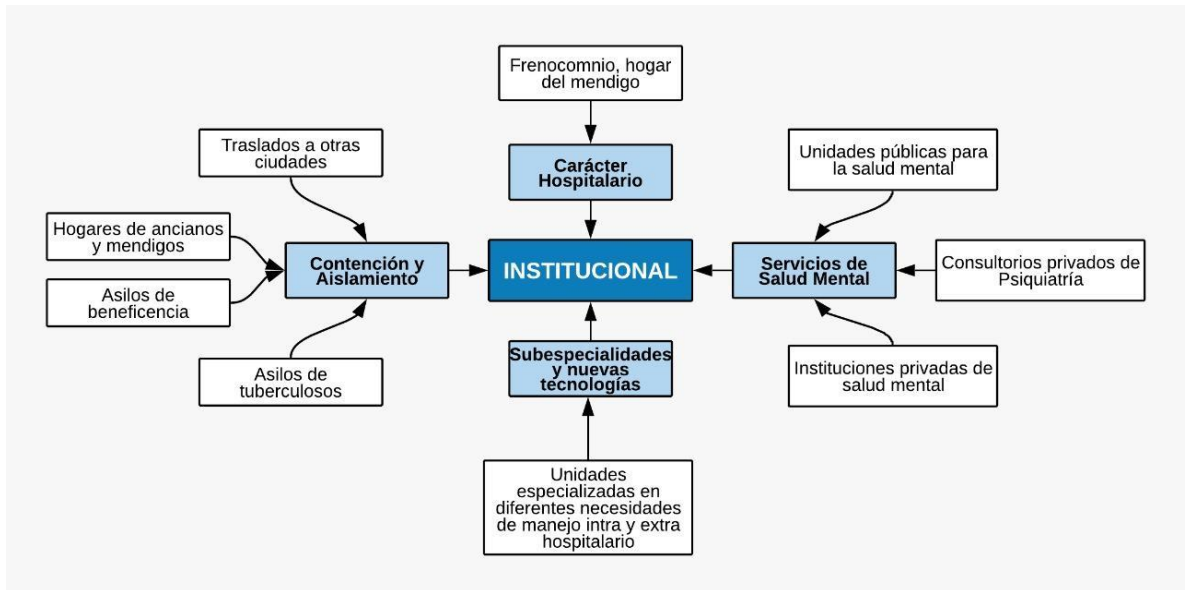 Frenocomnio, hogar
del mendigo
Traslados a otras
ciudades
Carácter
Hospitalario
Unidades públicas para
la salud mental
Hogares de ancianos
y mendigos
Contención y
Aislamiento
INSTITUCIONAL
Servicios de
Salud Mental
Consultorios privados de
Psiquiatría
Asilos de
beneficencia
Asilos de
tuberculosos
Subespecialidades
y nuevas
tecnologías
Instituciones privadas de
salud mental
Unidades
especializadas en
diferentes necesidades
de manejo intra y extra
hospitalario